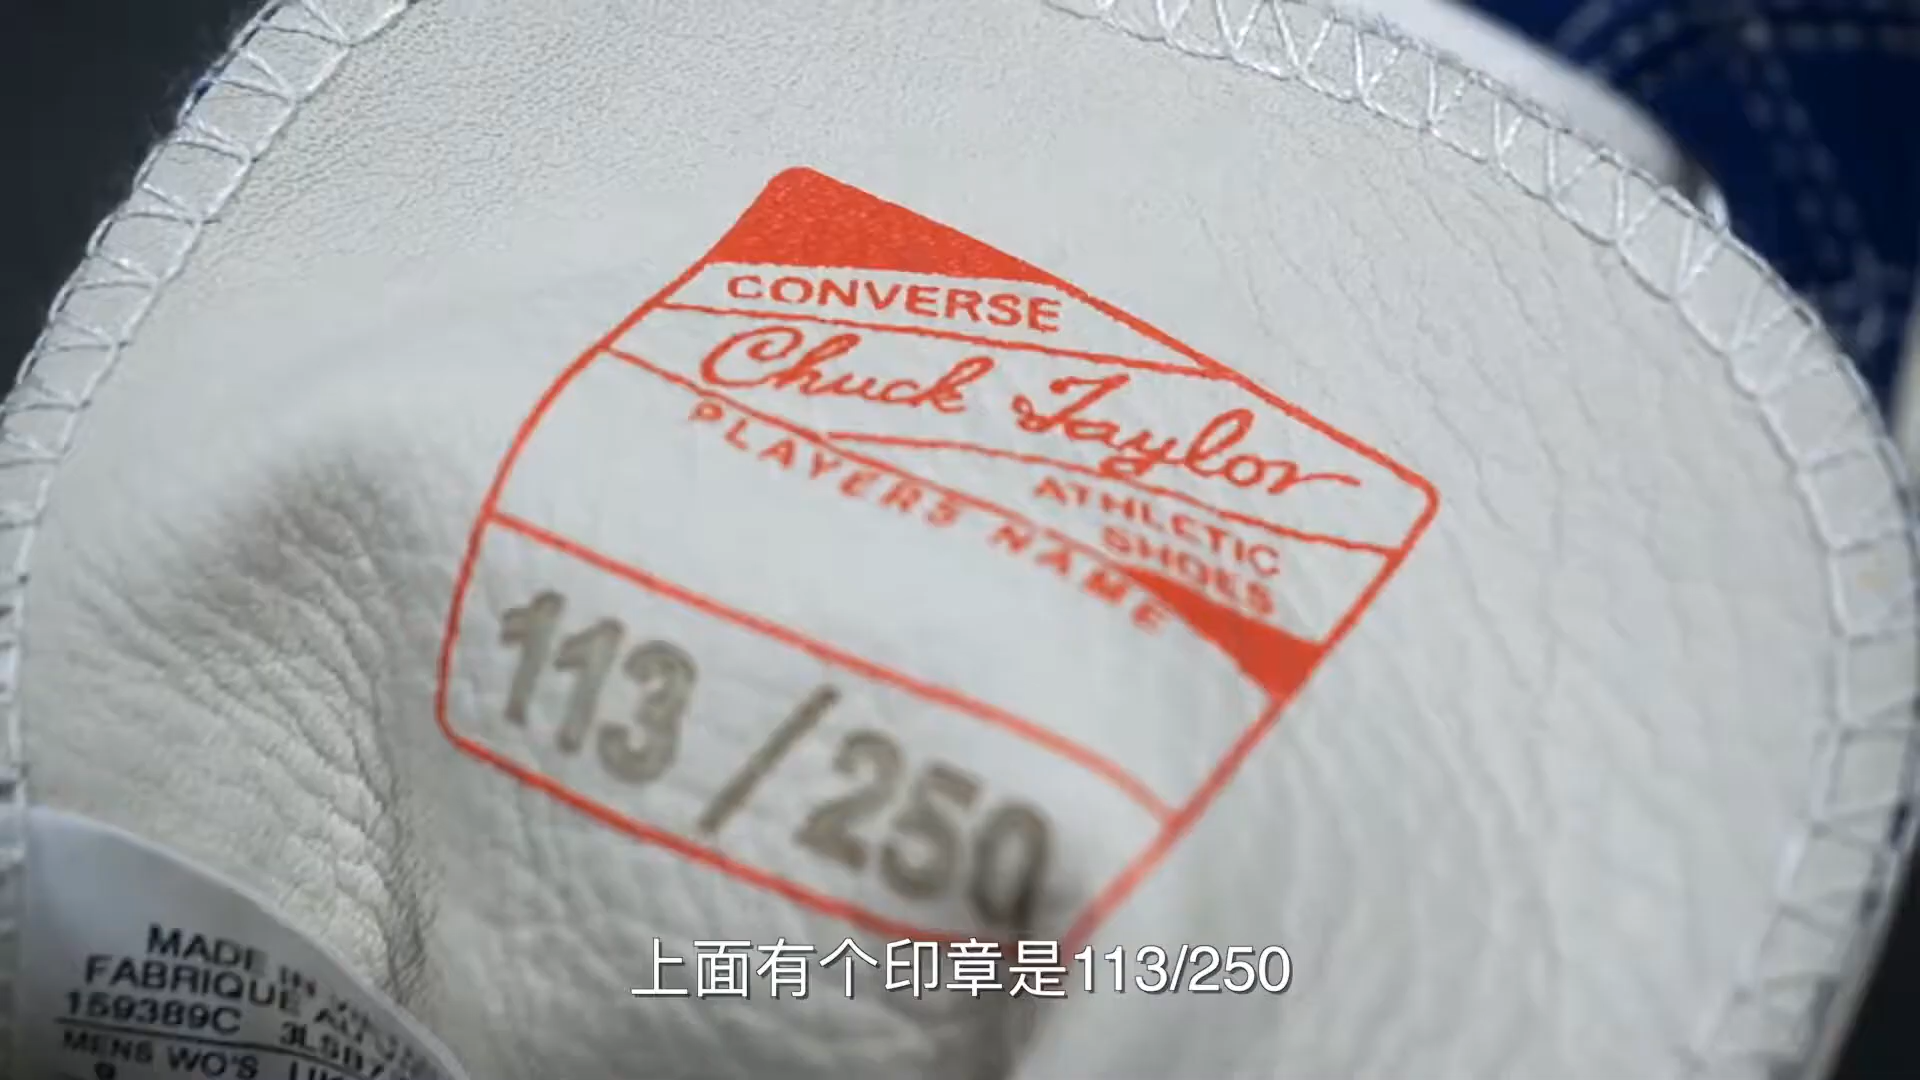 CONVERSE
Chuck Taylor
ATHLETIC
SHOES
PLAYERS NAME
113/250
MADE IN
FABRIQUE AU
159389C
MENS WO'S
上面有个印章是113/250